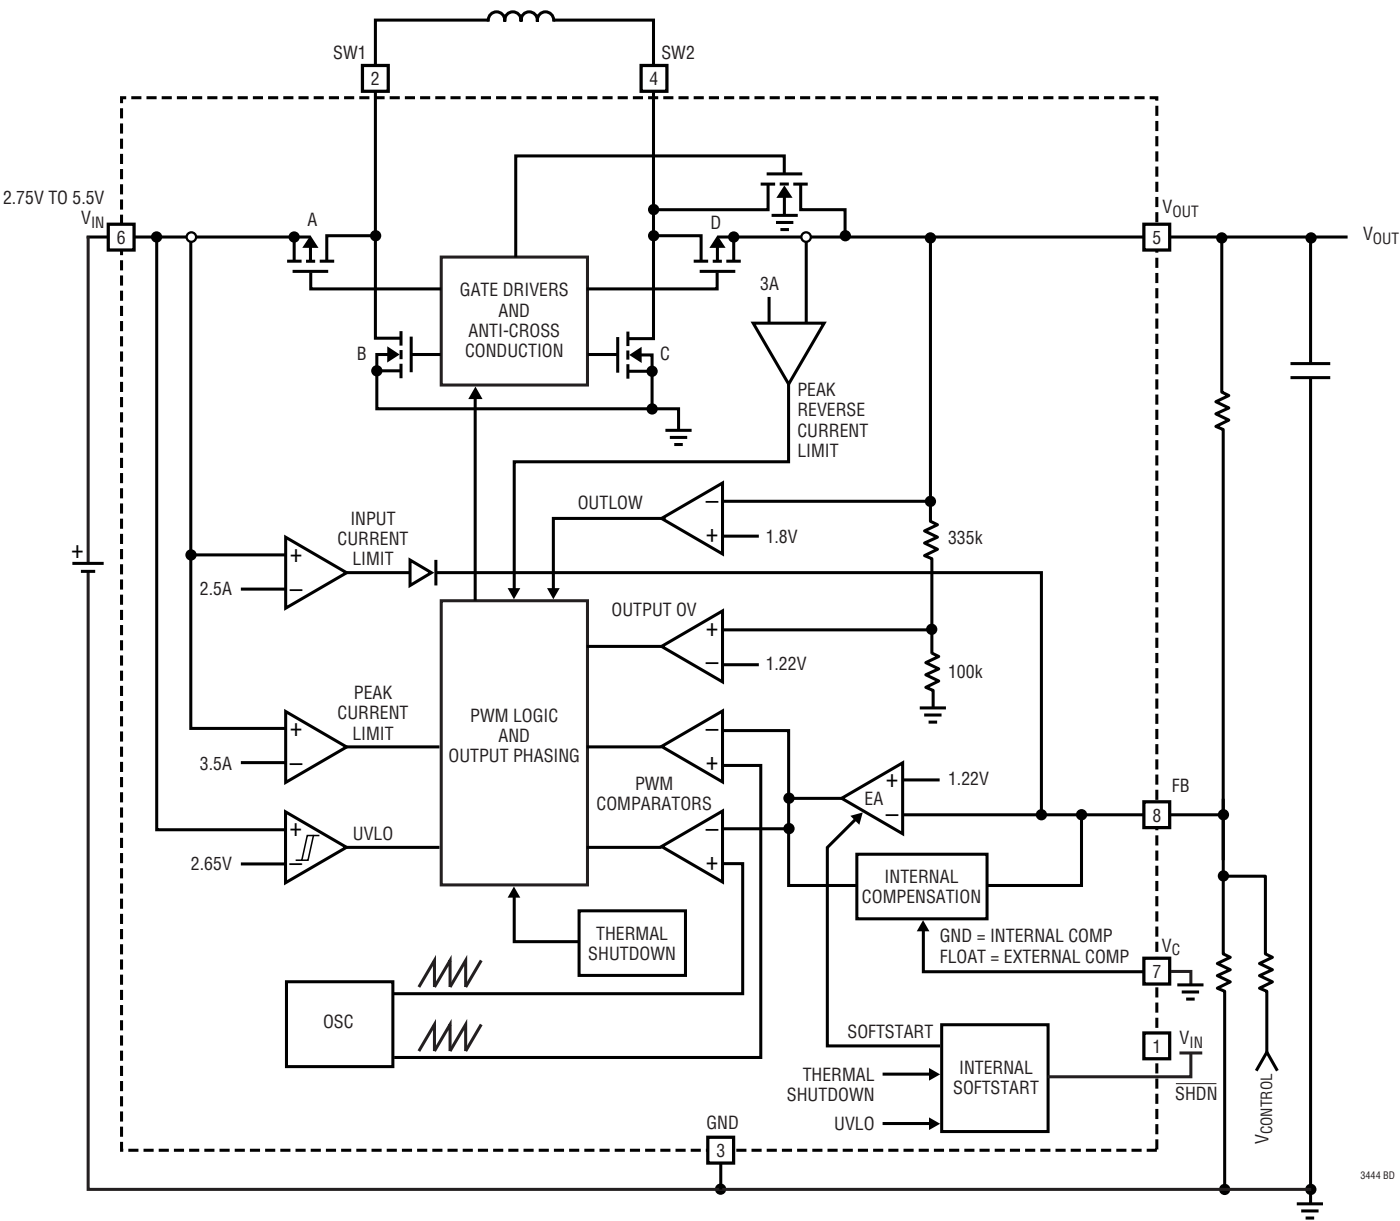 SW1
SW2
2
4
2.75V TO 5.5V
VIN
6
A
D
VOUT
5
VOUT
GATE DRIVERS
AND
ANTI-CROSS
CONDUCTION
3A
B
C
PEAK
REVERSE
CURRENT
LIMIT
OUTLOW
–
+
1.8V
335k
INPUT
CURRENT
LIMIT
+
–
2.5A
+
OUTPUT OV
+
–
1.22V
100k
PEAK
CURRENT
LIMIT
+
–
3.5A
PWM LOGIC
AND
OUTPUT PHASING
–
+
PWM
COMPARATORS
EA
+
–
1.22V
FB
8
UVLO
+
–
2.65V
–
+
INTERNAL
COMPENSATION
THERMAL
SHUTDOWN
GND = INTERNAL COMP
FLOAT = EXTERNAL COMP
VC
7
OSC
SOFTSTART
INTERNAL
SOFTSTART
1
VIN
SHDN
THERMAL
SHUTDOWN
UVLO
VCONTROL
GND
3
3444 BD